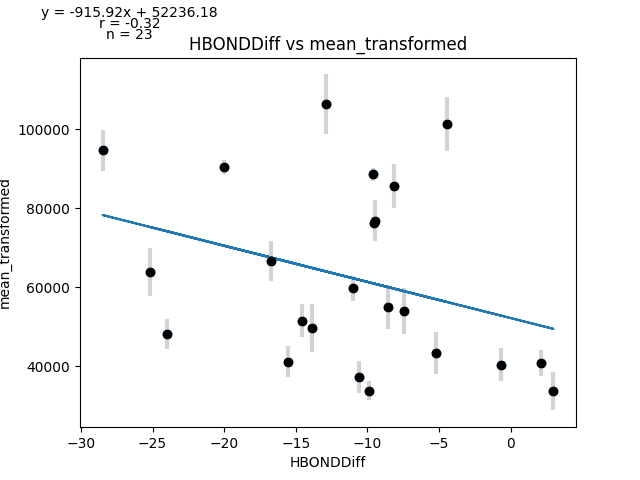 y = -915.92x + 52236.18
r = -0.32
n = 23
HBONDDiff vs mean_transformed
mean_transformed
100000
80000
60000
40000
−30
−25
−20
−15
−10
−5
0
HBONDDiff